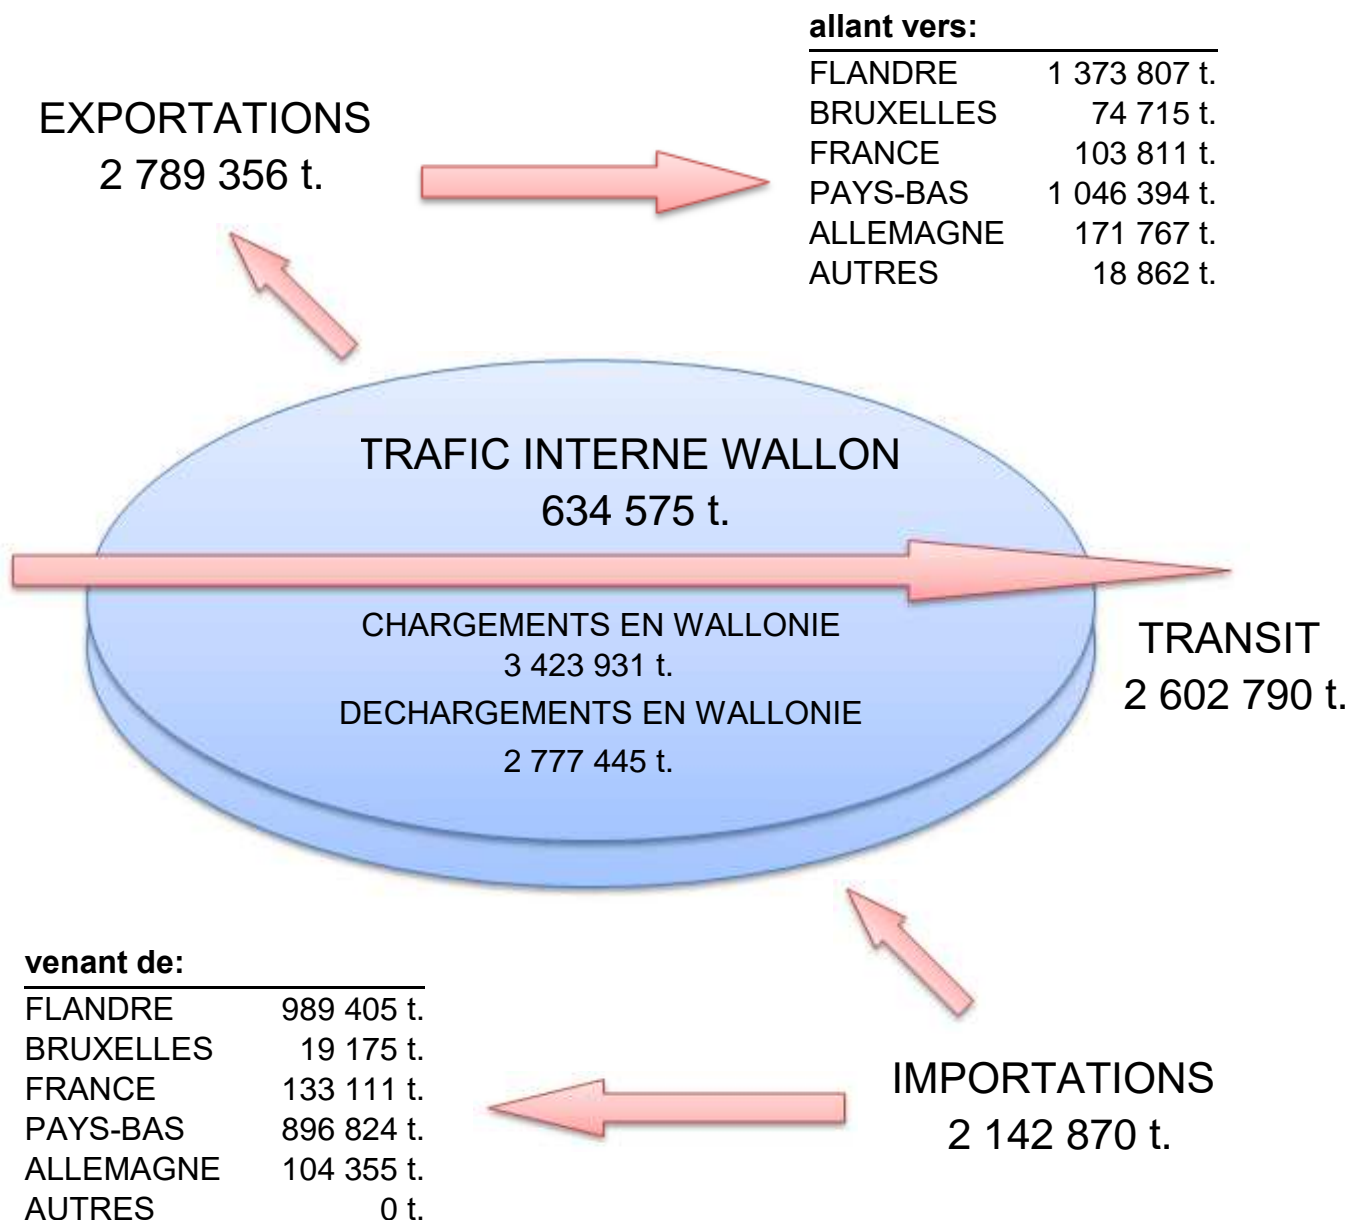 allant vers:
FLANDRE 1 373 807 t.
BRUXELLES 74 715 t.
FRANCE 103 811 t.
PAYS-BAS 1 046 394 t.
ALLEMAGNE 171 767 t.
AUTRES 18 862 t.
EXPORTATIONS
2 789 356 t.
TRAFIC INTERNE WALLON
634 575 t.
CHARGEMENTS EN WALLONIE
3 423 931 t.
DECHARGEMENTS EN WALLONIE
2 777 445 t.
TRANSIT
2 602 790 t.
venant de:
FLANDRE 989 405 t.
BRUXELLES 19 175 t.
FRANCE 133 111 t.
PAYS-BAS 896 824 t.
ALLEMAGNE 104 355 t.
AUTRES 0 t.
IMPORTATIONS
2 142 870 t.